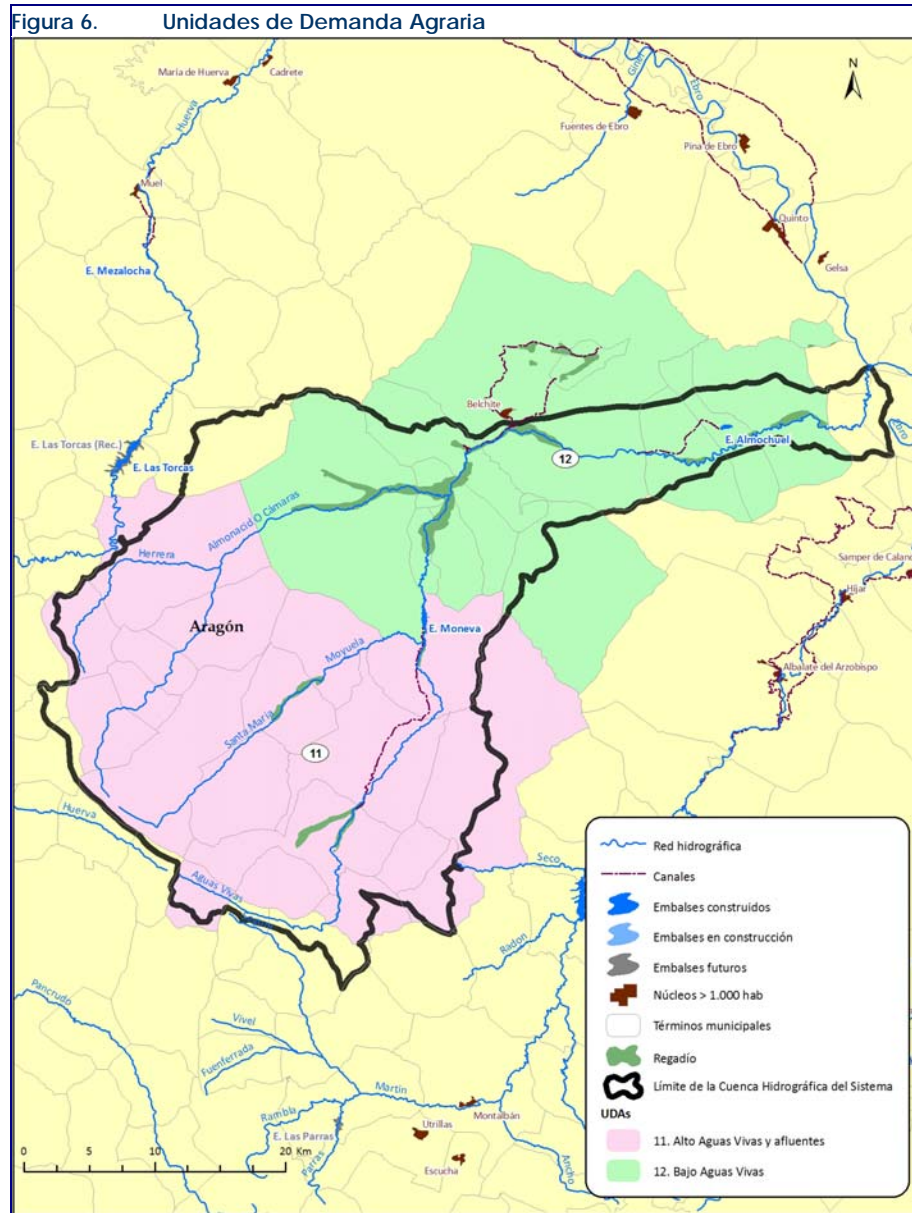 Figura 6. Unidades de Demanda Agraria
N
María de Huerva
Cadrete
Huerva
Ginel
Ebro
Fuentes de Ebro
Pina de Ebro
Muel
Quinto
Gelsa
E. Mezalocha
Belchite
E. Las Torcas (Rec.)
E. Las Torcas
E. Almochuel
Ebro
12
Almonacid O Cámaras
Herrera
Samper de Calan
Híjar
Aragón
E. Moneva
Moyuela
Albalate del Arzobispo
Santa María
11
Huerva
Aguas Vivas
Seco
Radon
Pancrudo
Vivel
Fuenferrada
Martín
Rambla
Montalbán
E. Las Parras
Utrillas
Parras
Escucha
Ancho
0 5 10 20 Km
Red hidrográfica
Canales
Embalses construidos
Embalses en construcción
Embalses futuros
Núcleos > 1.000 hab
Términos municipales
Regadío
Límite de la Cuenca Hidrográfica del Sistema
UDAs
11. Alto Aguas Vivas y afluentes
12. Bajo Aguas Vivas